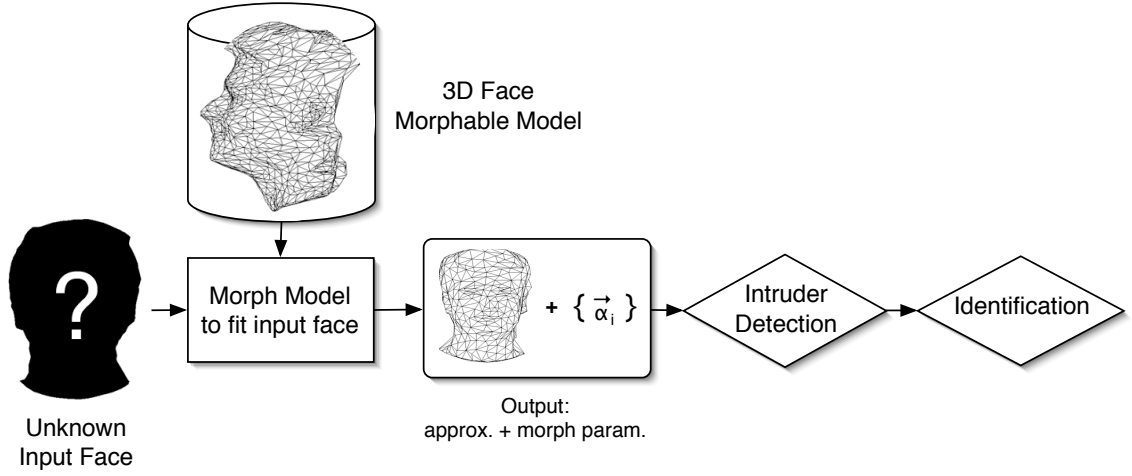 3D Face
Morphable Model
?
Unknown
Input Face
Morph Model
to fit input face
+ { α⃗ᵢ }
Output:
approx. + morph param.
Intruder
Detection
Identification